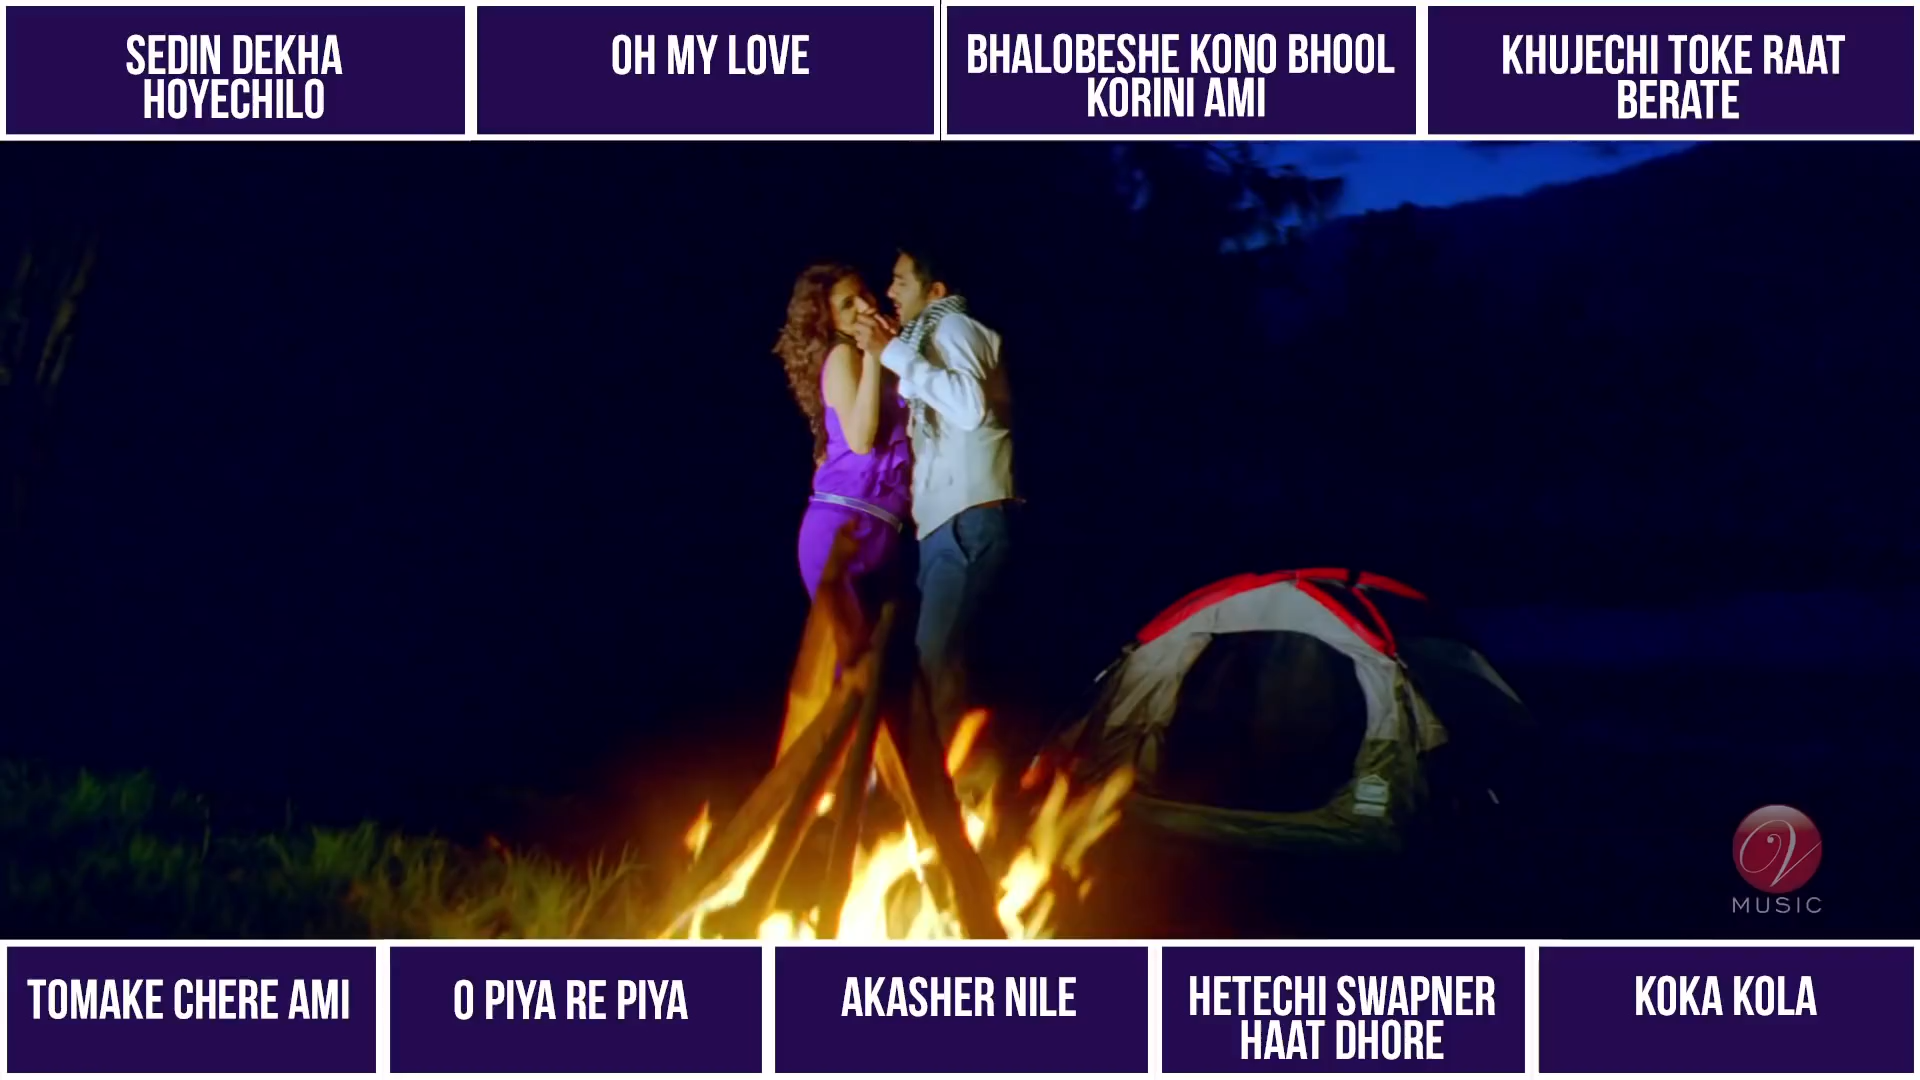 SEDIN DEKHA
HOYECHILO
OH MY LOVE
BHALOBESHE KONO BHOOL
KORINI AMI
KHUJECHI TOKE RAAT
BERATE
V
MUSIC
TOMAKE CHERE AMI
O PIYA RE PIYA
AKASHER NILE
HETECHI SWAPNER
HAAT DHORE
KOKA KOLA